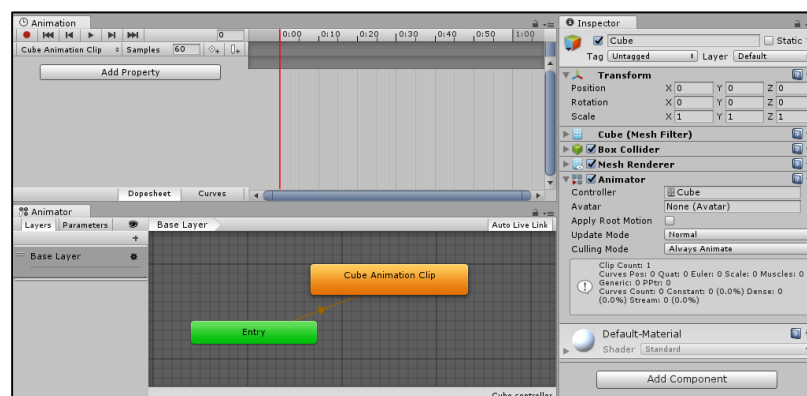 Animation
0
0:00 0:10 0:20 0:30 0:40 0:50 1:00
Cube Animation Clip Samples 60
Add Property
Dopesheet Curves
Animator
Layers Parameters Base Layer Auto Live Link
Base Layer
Cube Animation Clip
Entry
Cube controller
Inspector
Cube Static
Tag Untagged Layer Default
Transform
Position X 0 Y 0 Z 0
Rotation X 0 Y 0 Z 0
Scale X 1 Y 1 Z 1
Cube (Mesh Filter)
Box Collider
Mesh Renderer
Animator
Controller Cube
Avatar None (Avatar)
Apply Root Motion
Update Mode Normal
Culling Mode Always Animate
Clip Count: 1
Curves Pos: 0 Quat: 0 Euler: 0 Scale: 0 Muscles: 0
Generic: 0 PPtr: 0
Curves Count: 0 Constant: 0 (0.0%) Dense: 0
(0.0%) Stream: 0 (0.0%)
Default-Material
Shader Standard
Add Component